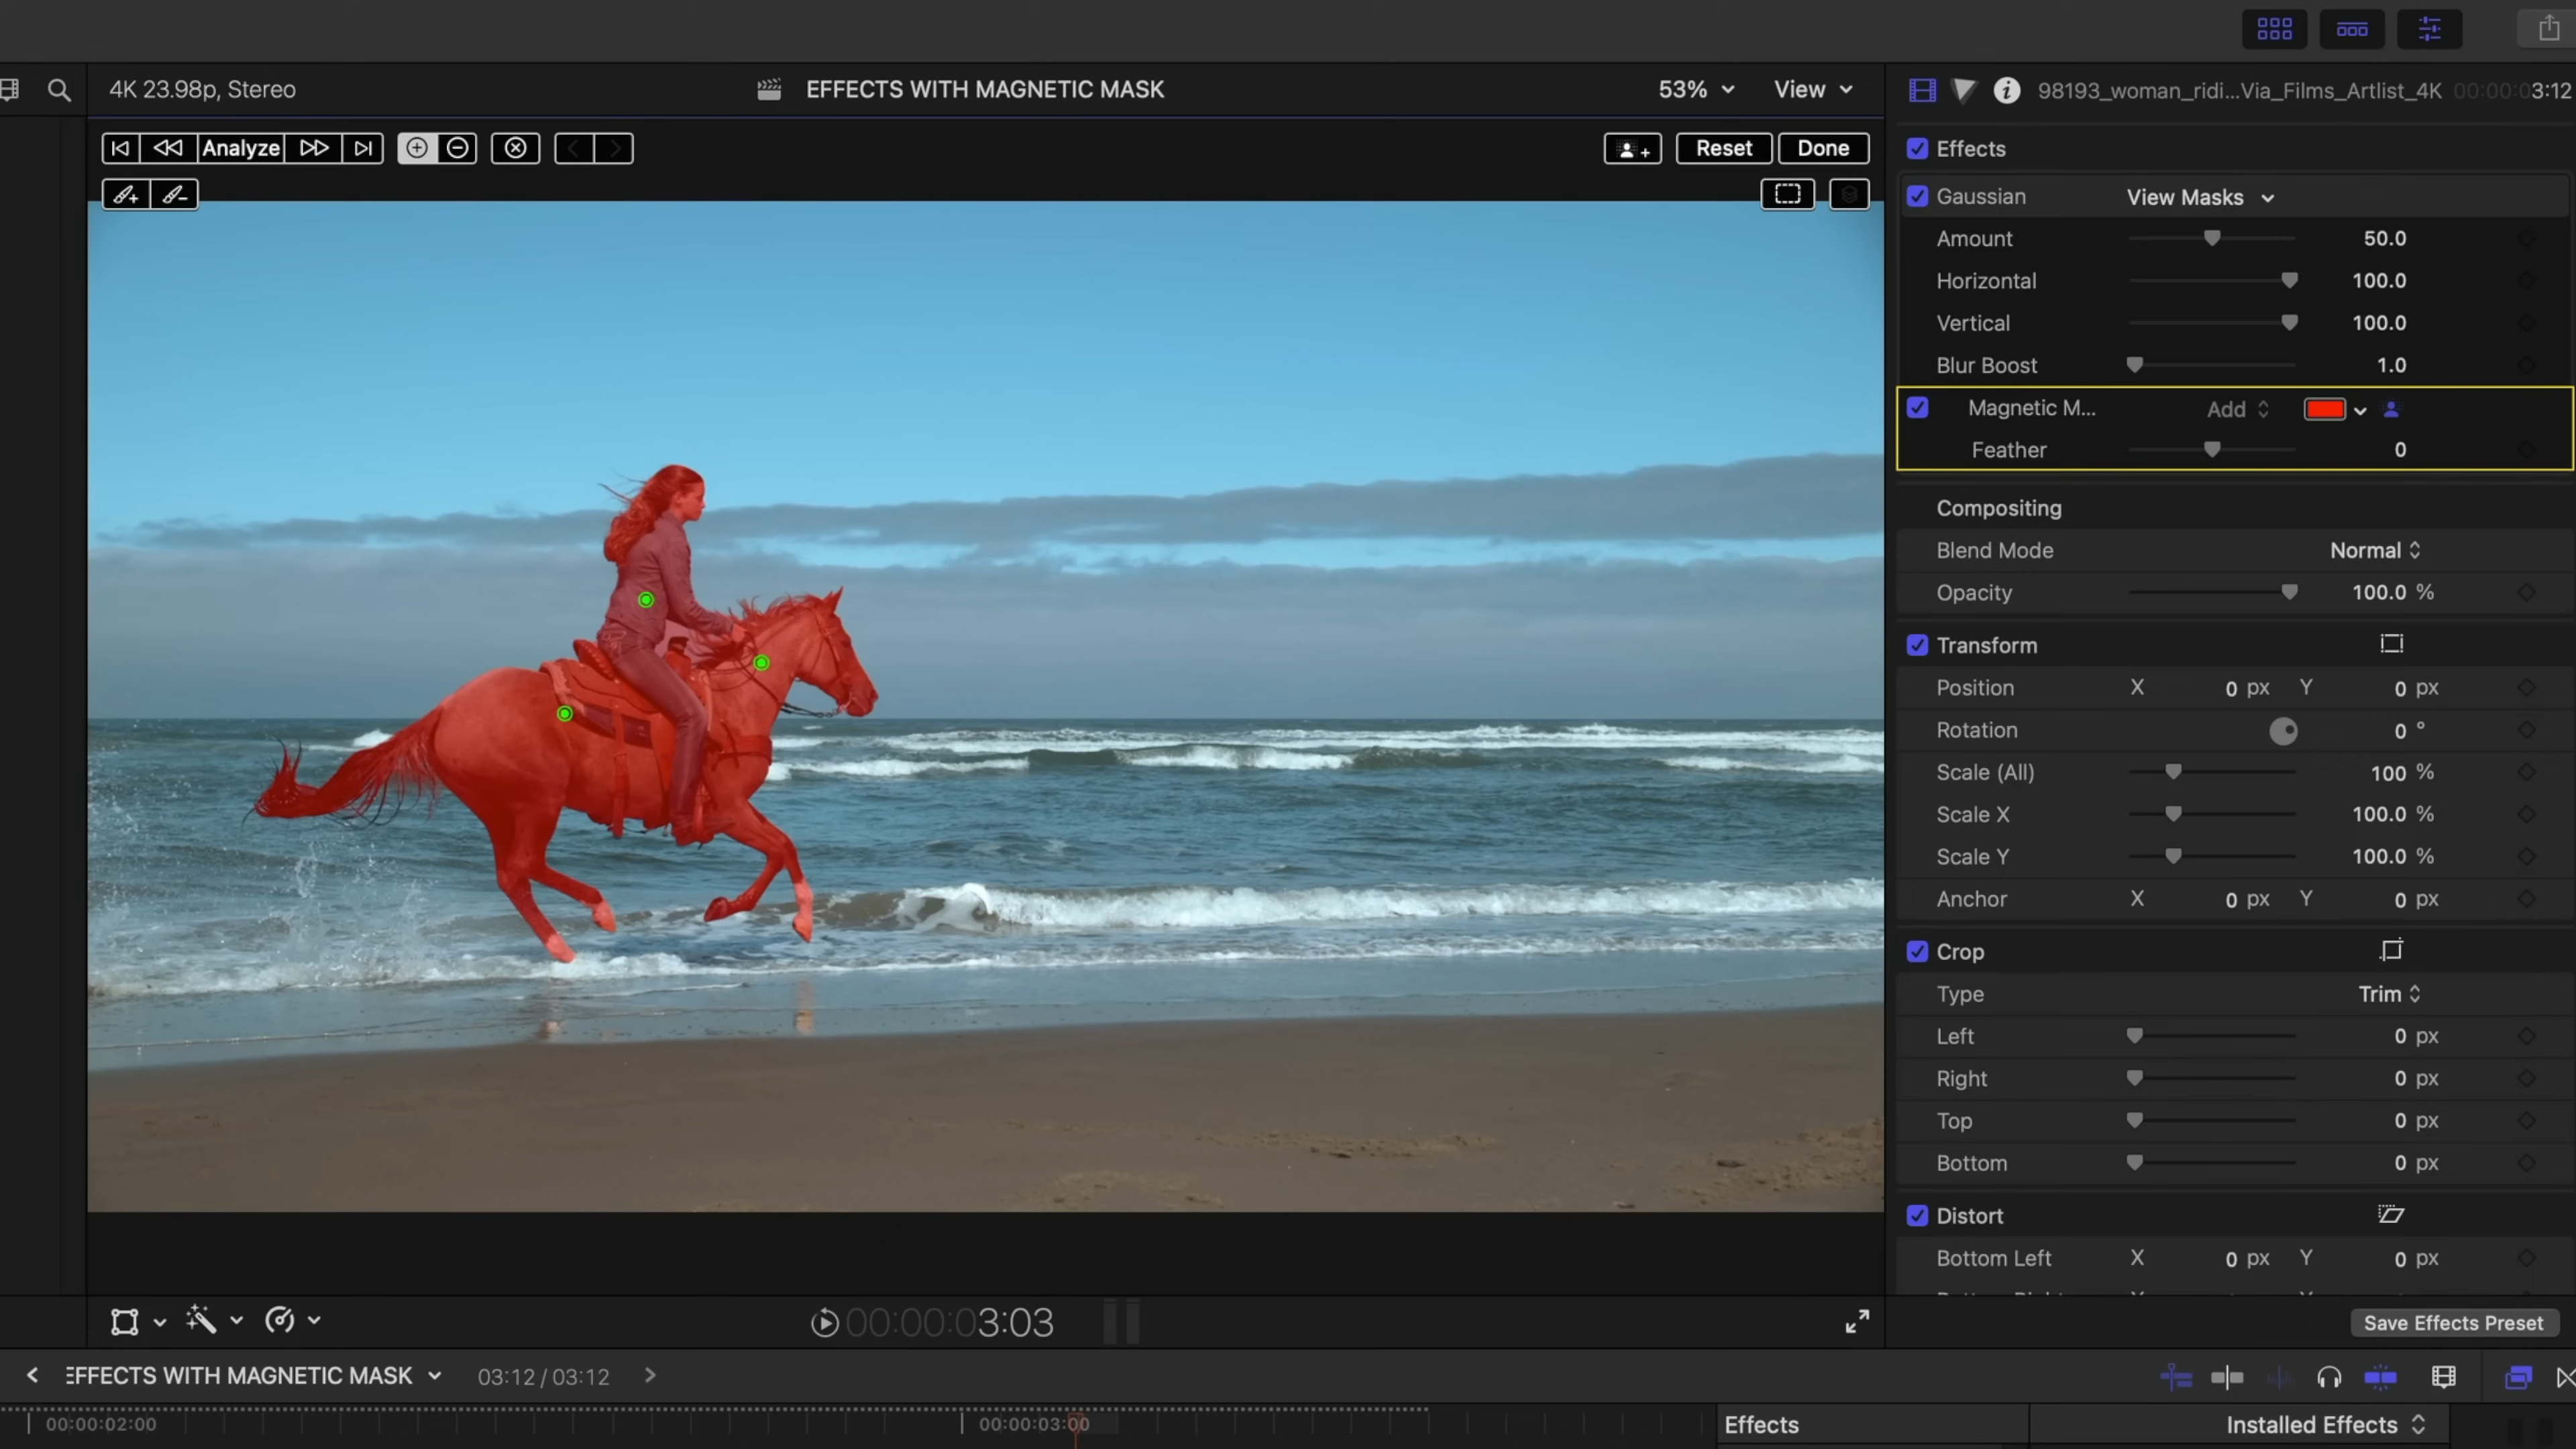 4K 23.98p, Stereo
EFFECTS WITH MAGNETIC MASK
53%
View
98193_woman_ridi...Via_Films_Artlist_4K
00:00:03:12
Analyze
Reset
Done
Effects
Gaussian
View Masks
Amount
50.0
Horizontal
100.0
Vertical
100.0
Blur Boost
1.0
Magnetic M...
Add
Feather
0
Compositing
Blend Mode
Normal
Opacity
100.0 %
Transform
Position
X
0 px
Y
0 px
Rotation
0 °
Scale (All)
100 %
Scale X
100.0 %
Scale Y
100.0 %
Anchor
X
0 px
Y
0 px
Crop
Type
Trim
Left
0 px
Right
0 px
Top
0 px
Bottom
0 px
Distort
Bottom Left
X
0 px
Y
0 px
00:00:03:03
Save Effects Preset
EFFECTS WITH MAGNETIC MASK
03:12 / 03:12
00:00:02:00
00:00:03:00
Effects
Installed Effects